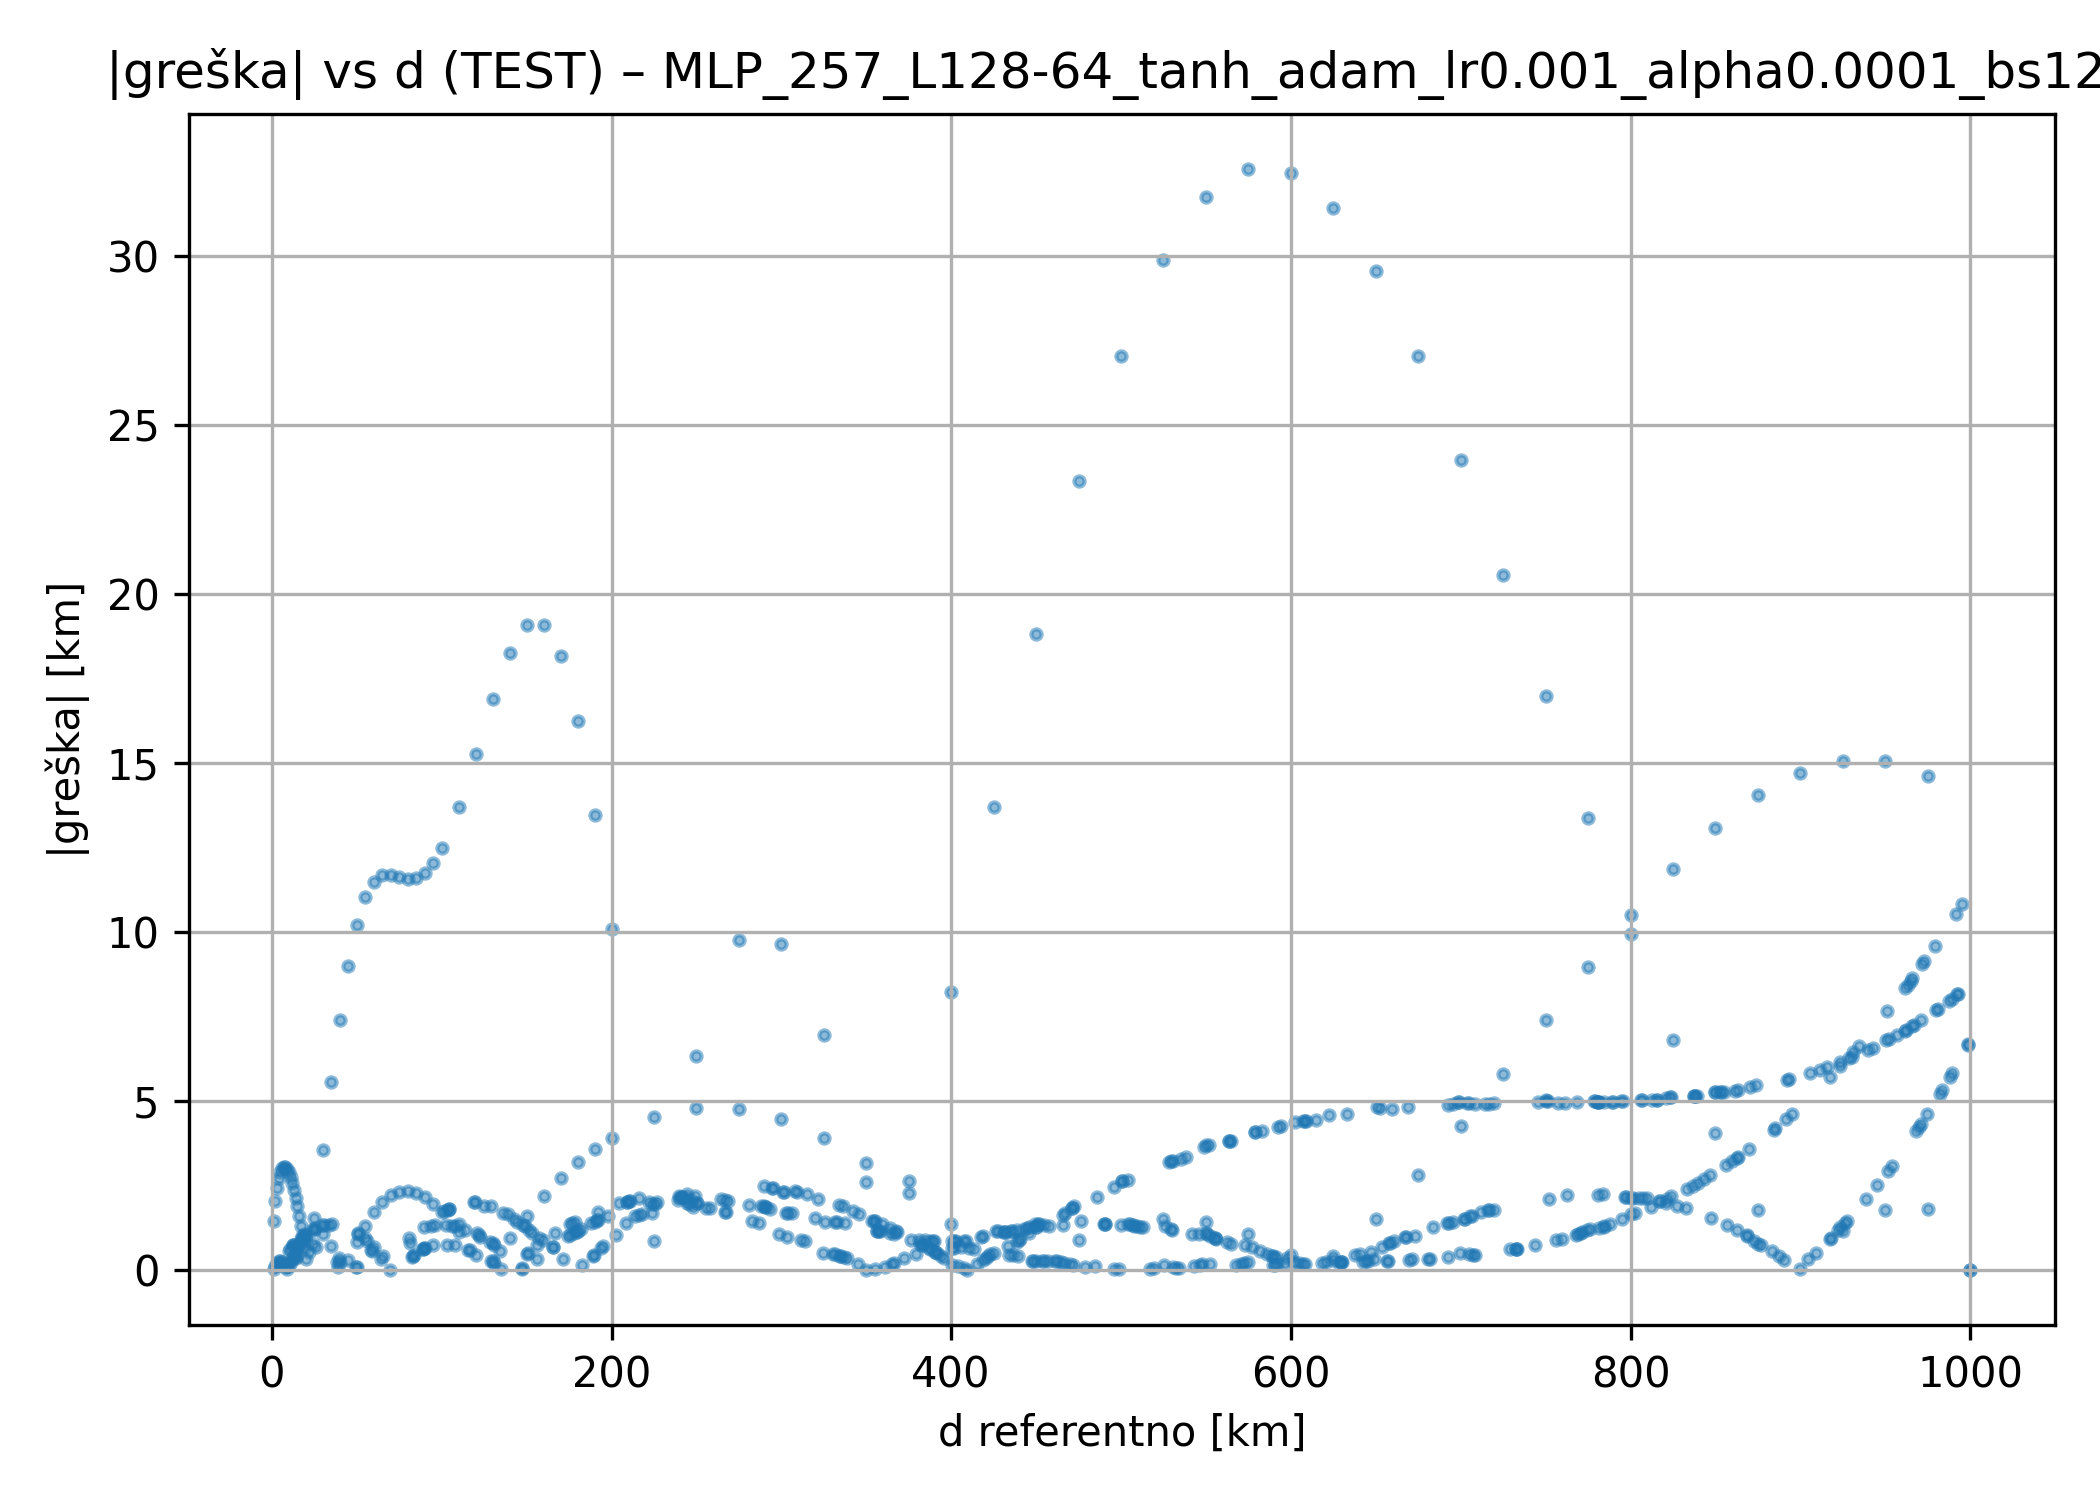 |greška| vs d (TEST) – MLP_257_L128-64_tanh_adam_lr0.001_alpha0.0001_bs12
30
25
20
15
10
5
0
|greška| [km]
0 200 400 600 800 1000
d referentno [km]